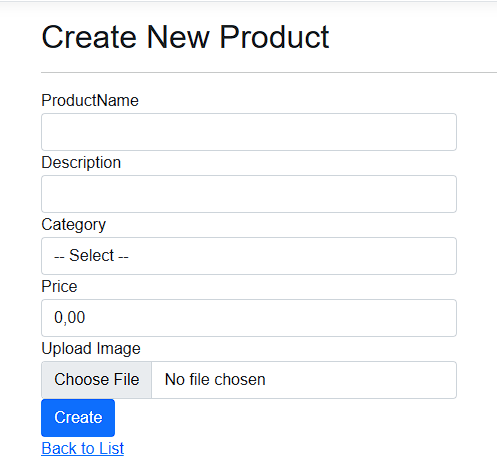 Create New Product
ProductName
Description
Category
-- Select --
Price
0,00
Upload Image
Choose File No file chosen
Create
Back to List